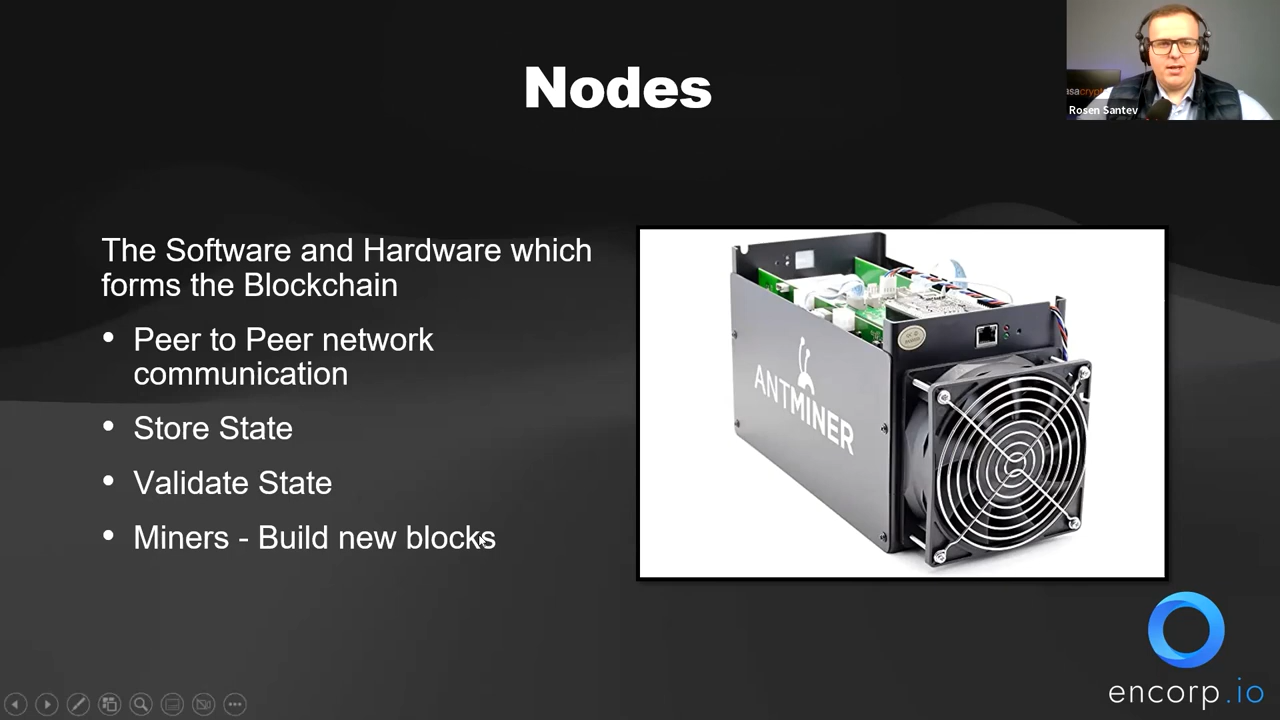 Nodes
Rosen Santev
The Software and Hardware which
forms the Blockchain
• Peer to Peer network
communication
• Store State
• Validate State
• Miners - Build new blocks
ANTMINER
encorp.io